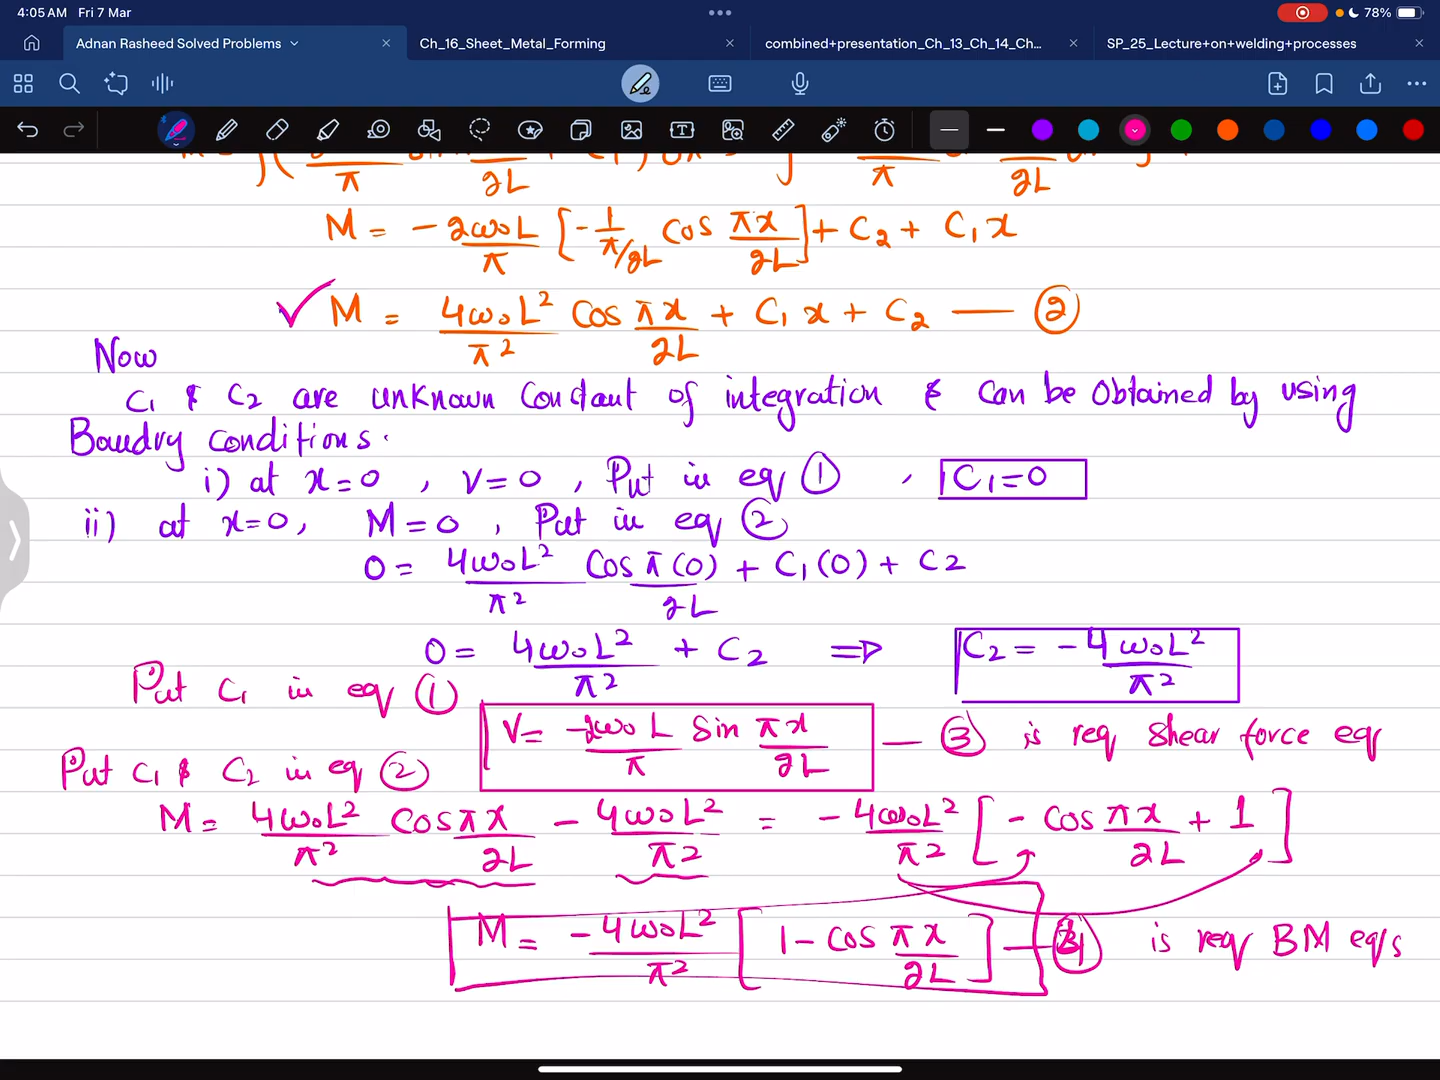 4:05 AM Fri 7 Mar
78%
Adnan Rasheed Solved Problems
Ch_16_Sheet_Metal_Forming
combined+presentation_Ch_13_Ch_14_Ch...
SP_25_Lecture+on+welding+processes
M = -2ω₀L/π [-1/π/2L Cos πx/2L] + C₂ + C₁x
✓ M = 4ω₀L²/π² Cos πx/2L + C₁x + C₂ — ②
Now
C₁ & C₂ are unknown Constant of integration & can be obtained by using
Boudry conditions.
i) at x=0 , V=0 , Put in eq ① , C₁=0
ii) at x=0, M=0 , Put in eq ②
0 = 4ω₀L²/π² Cos π(0)/2L + C₁(0) + C₂
0 = 4ω₀L²/π² + C₂ ⇒ C₂ = -4ω₀L²/π²
Put C₁ in eq ①
V = -2ω₀L/π Sin πx/2L — ③ is req Shear force eq
Put C₁ & C₂ in eq ②
M = 4ω₀L²/π² Cos πx/2L - 4ω₀L²/π² = -4ω₀L²/π² [- cos πx/2L + 1]
M = -4ω₀L²/π² [1 - cos πx/2L] — ④ is req BM eqs